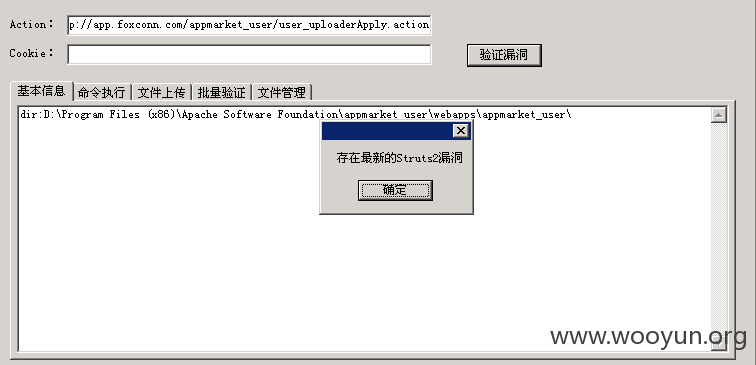 Action： p://app.foxconn.com/appmarket_user/user_uploaderApply.action
Cookie： 验证漏洞
基本信息 命令执行 文件上传 批量验证 文件管理
dir:D:\Program Files (x86)\Apache Software Foundation\appmarket_user\webapps\appmarket_user\
存在最新的Struts2漏洞
确定
www.wooyun.org